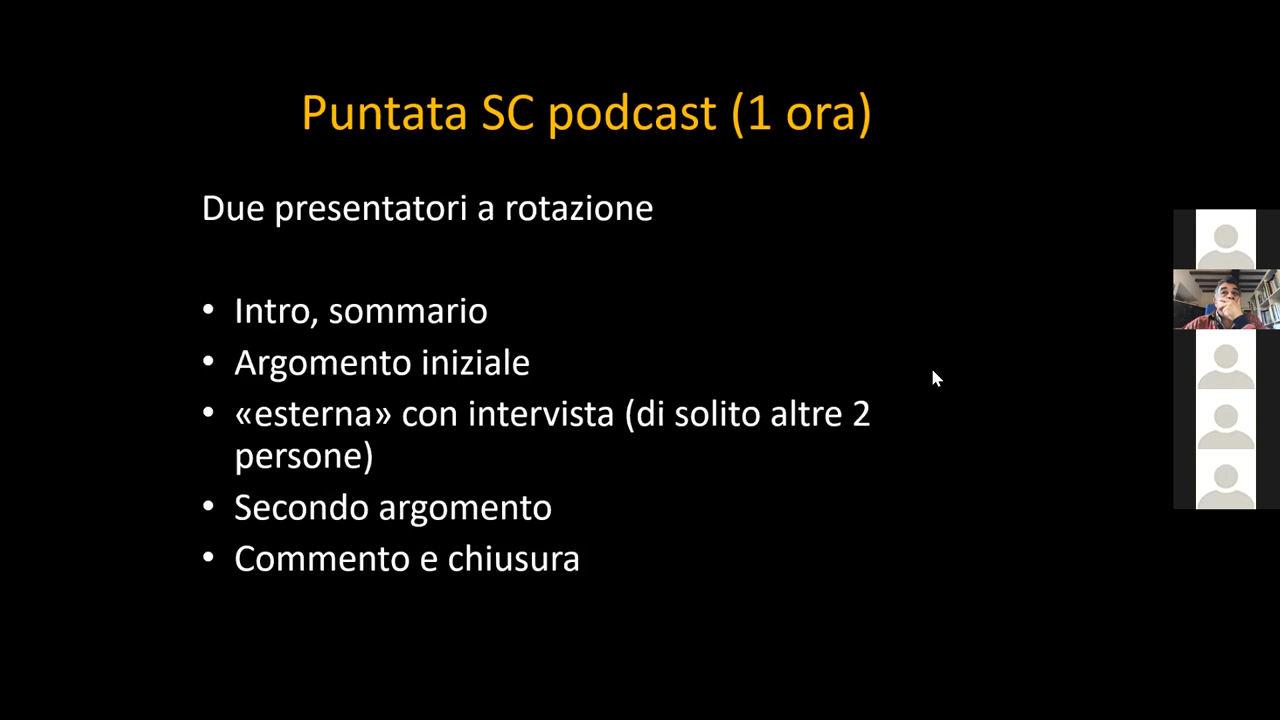 Puntata SC podcast (1 ora)
Due presentatori a rotazione
• Intro, sommario
• Argomento iniziale
• «esterna» con intervista (di solito altre 2
persone)
• Secondo argomento
• Commento e chiusura